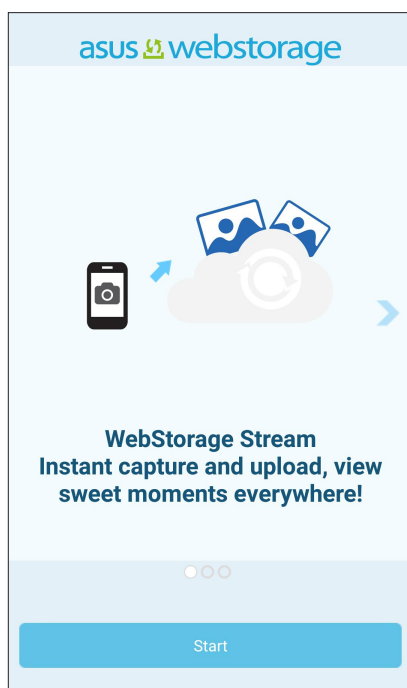 asus webstorage
WebStorage Stream
Instant capture and upload, view
sweet moments everywhere!
Start